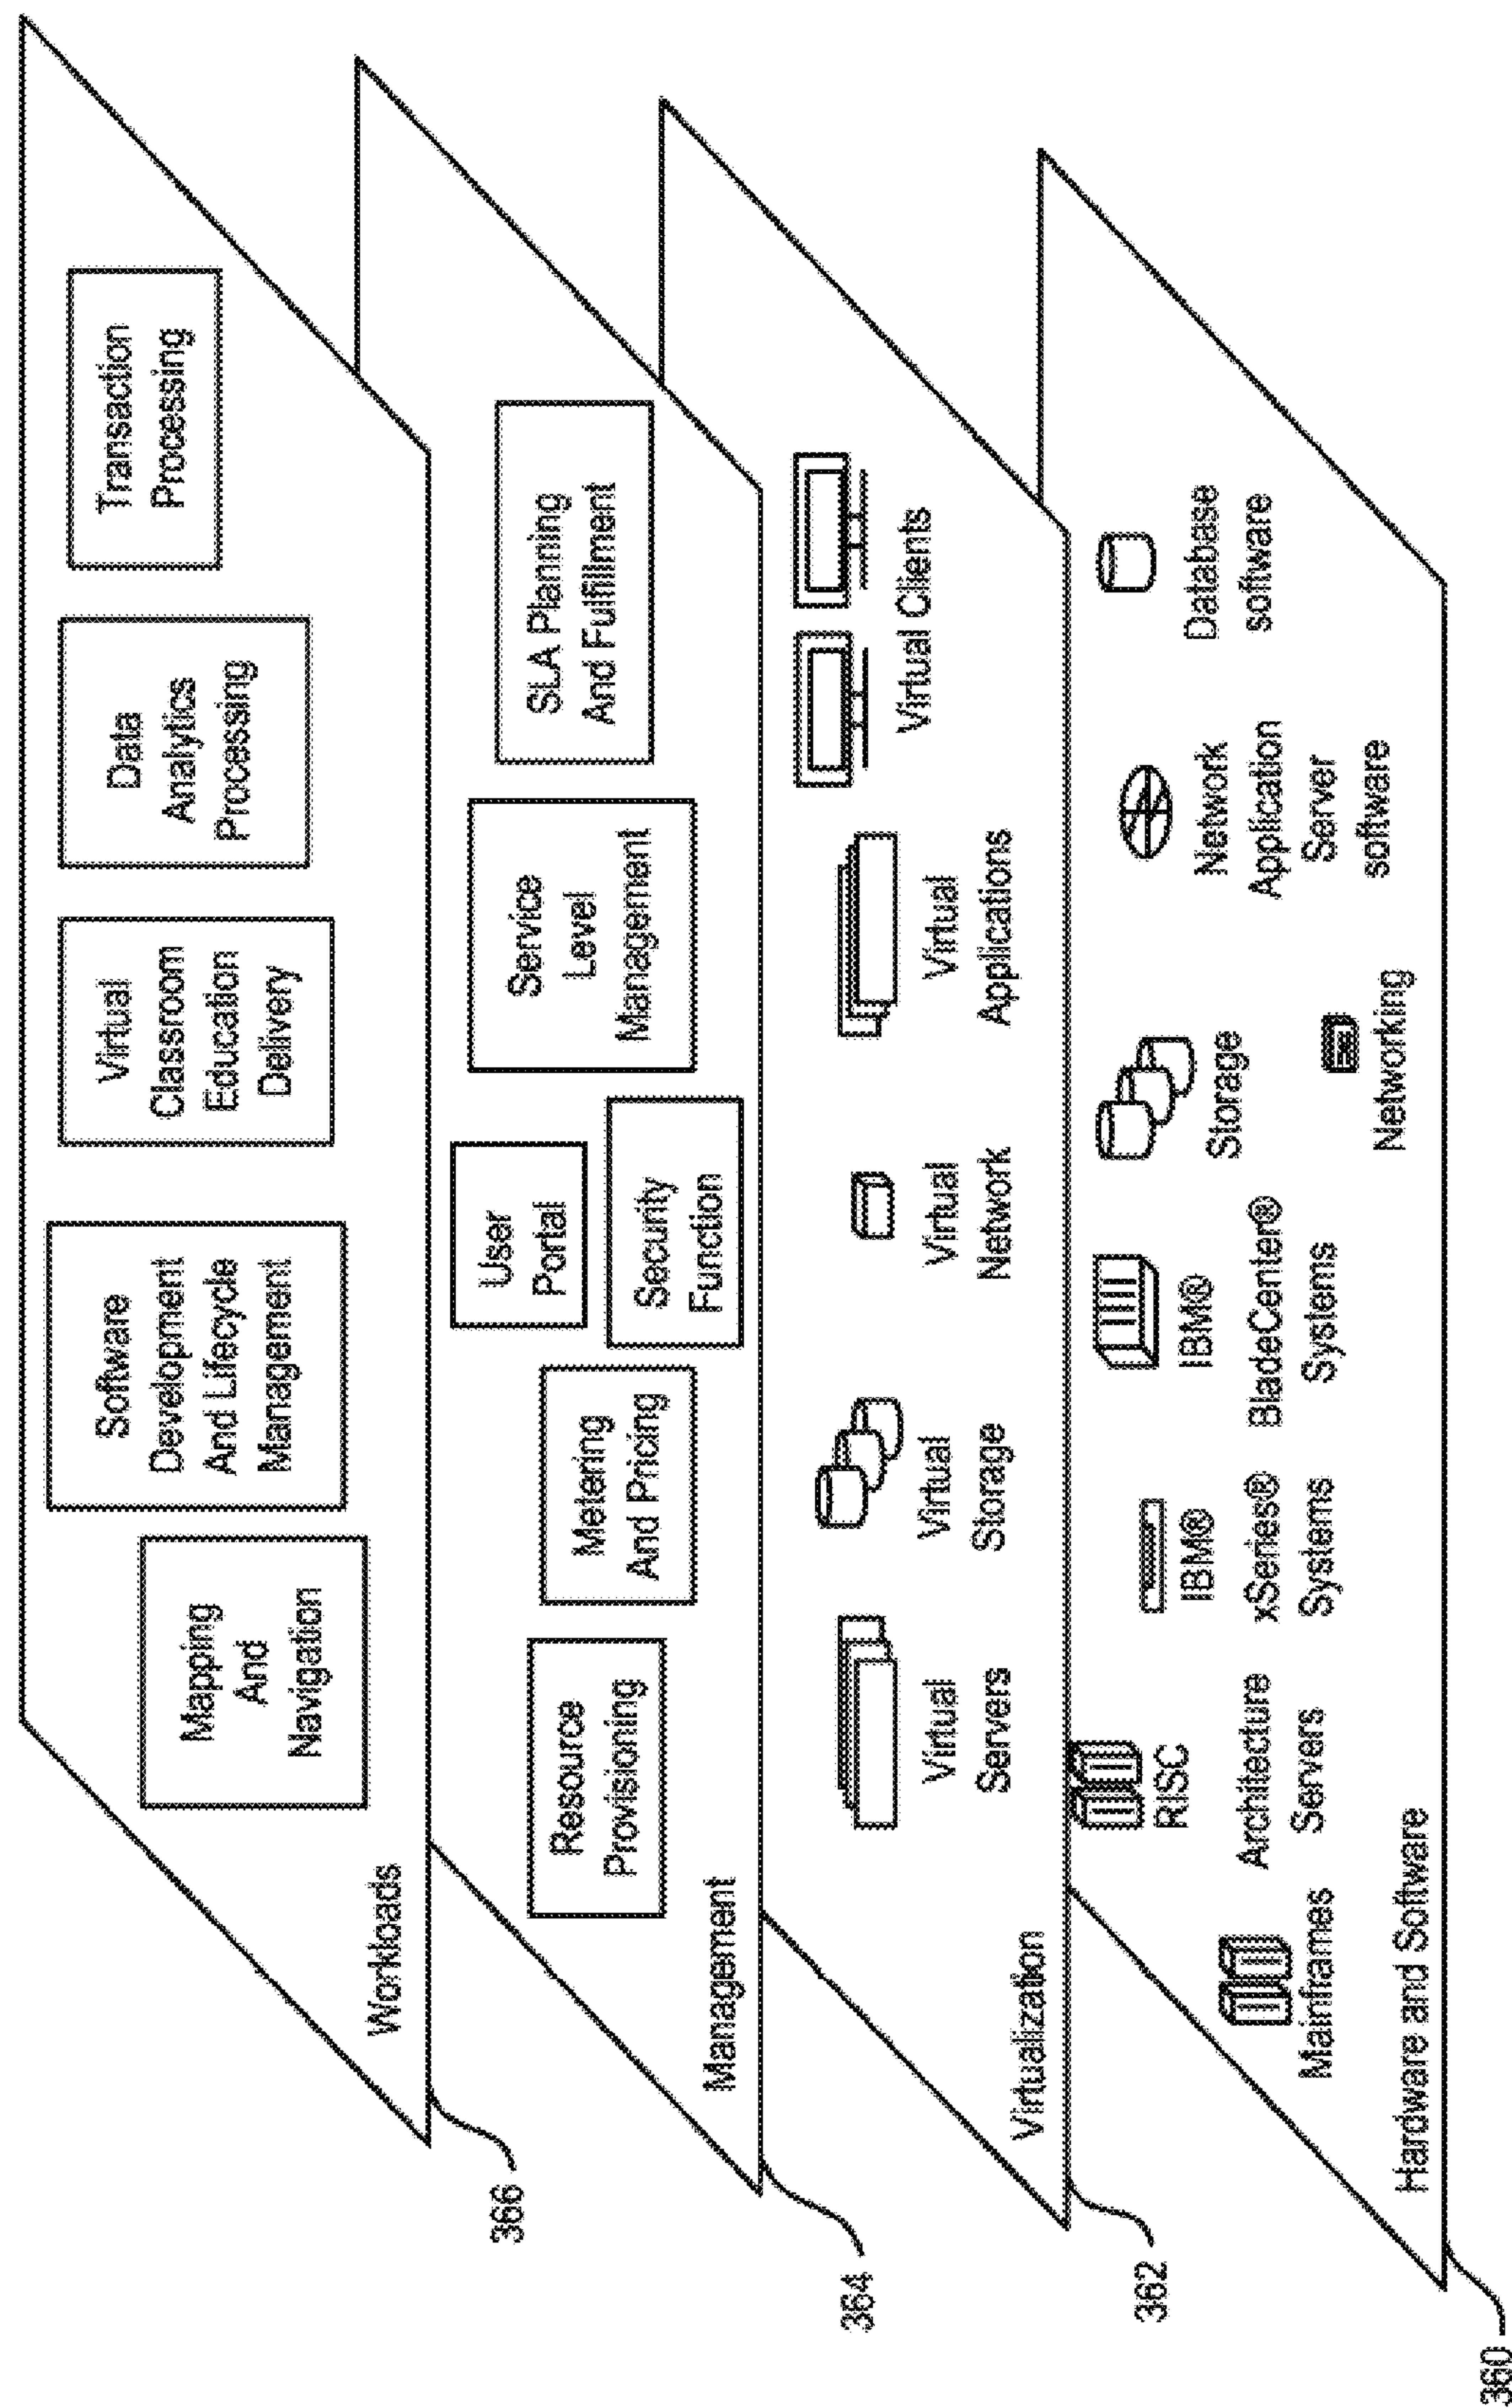 Mapping
And
Navigation
Software
Development
And Lifecycle
Management
Virtual
Classroom
Education
Delivery
Data
Analytics
Processing
Transaction
Processing
Workloads
366
Resource
Provisioning
Metering
And Pricing
User
Portal
Security
Function
Service
Level
Management
SLA Planning
And Fulfillment
Management
364
Virtual
Servers
Virtual
Storage
Virtual
Network
Virtual
Applications
Virtual Clients
Virtualization
362
Mainframes
RISC
Architecture
Servers
IBM®
xSeries®
Systems
IBM®
BladeCenter®
Systems
Storage
Networking
Network
Application
Server
software
Database
software
Hardware and Software
360